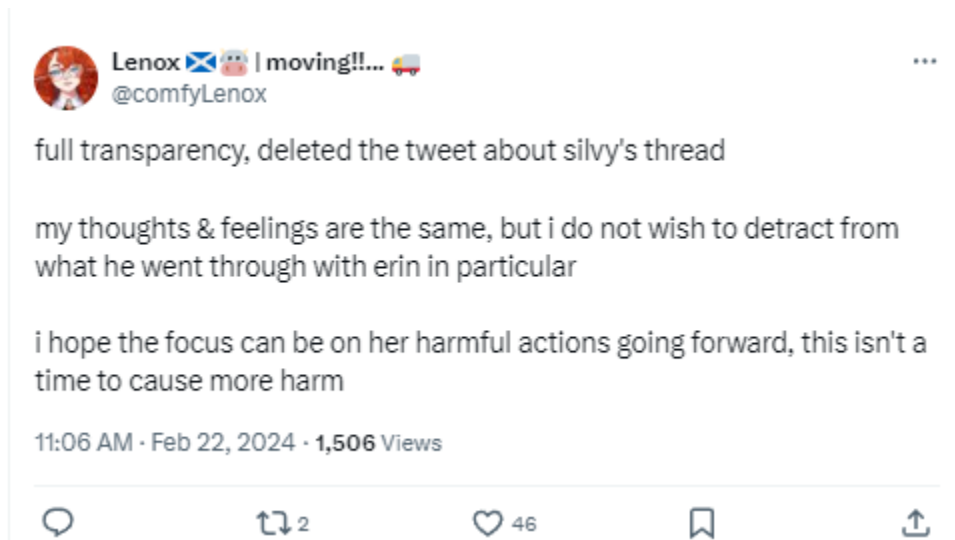 Lenox 🏴󠁧󠁢󠁳󠁣󠁴󠁿🐮 | moving!!... 🚚
@comfyLenox
full transparency, deleted the tweet about silvy's thread
my thoughts & feelings are the same, but i do not wish to detract from
what he went through with erin in particular
i hope the focus can be on her harmful actions going forward, this isn't a
time to cause more harm
11:06 AM · Feb 22, 2024 · 1,506 Views
2 46